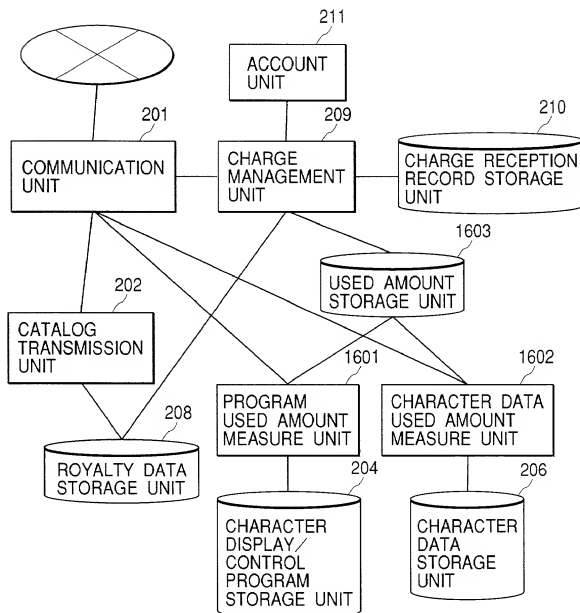 211
ACCOUNT
UNIT
201
COMMUNICATION
UNIT
209
CHARGE
MANAGEMENT
UNIT
210
CHARGE RECEPTION
RECORD STORAGE
UNIT
1603
USED AMOUNT
STORAGE UNIT
202
CATALOG
TRANSMISSION
UNIT
1601
PROGRAM
USED AMOUNT
MEASURE UNIT
1602
CHARACTER DATA
USED AMOUNT
MEASURE UNIT
208
ROYALTY DATA
STORAGE UNIT
204
CHARACTER
DISPLAY/
CONTROL
PROGRAM
STORAGE UNIT
206
CHARACTER
DATA
STORAGE
UNIT